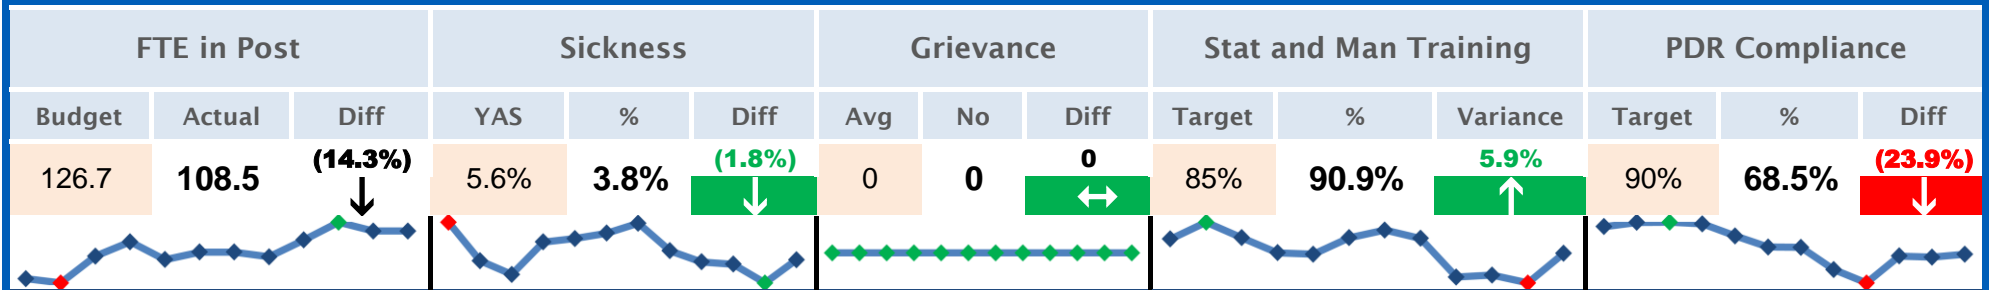 FTE in Post Sickness Grievance Stat and Man Training PDR Compliance
Budget Actual Diff YAS % Diff Avg No Diff Target % Variance Target % Diff
126.7 108.5 (14.3%) 5.6% 3.8% (1.8%) 0 0 0 85% 90.9% 5.9% 90% 68.5% (23.9%)